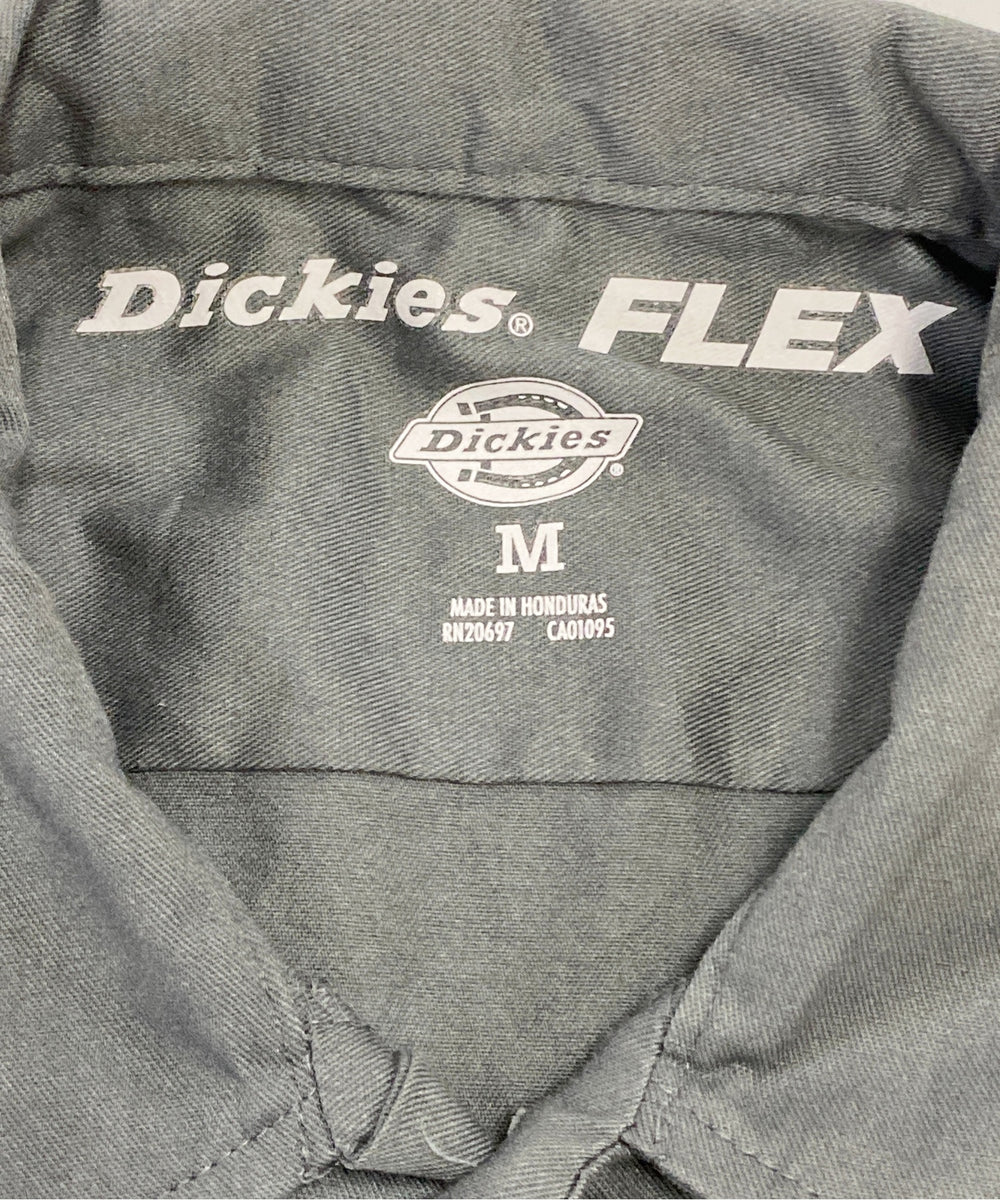 Dickies® FLEX
Dickies®
M
MADE IN HONDURAS
RN20697 CA01095